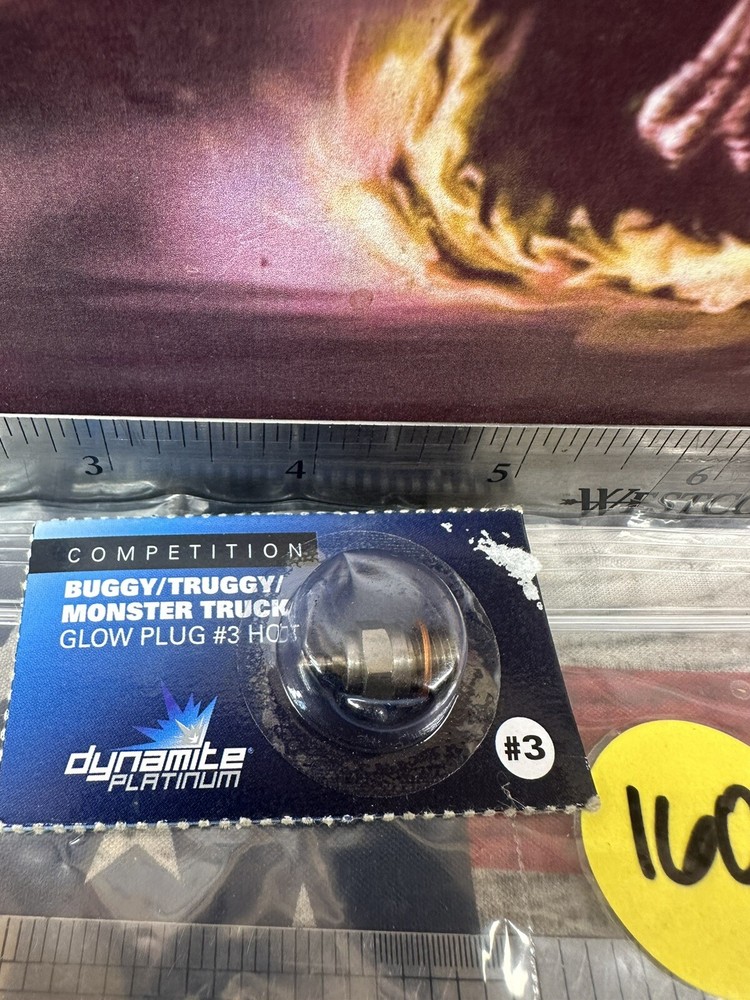 3 4 5 6
COMPETITION
BUGGY/TRUGGY/
MONSTER TRUCK
GLOW PLUG #3 HOT
dynamite®
PLATINUM
#3
160